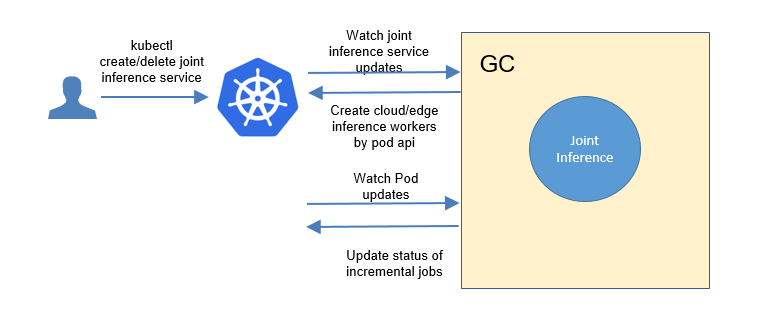 kubectl
create/delete joint
inference service
Watch joint
inference service
updates
GC
Create cloud/edge
inference workers
by pod api
Joint
Inference
Watch Pod
updates
Update status of
incremental jobs